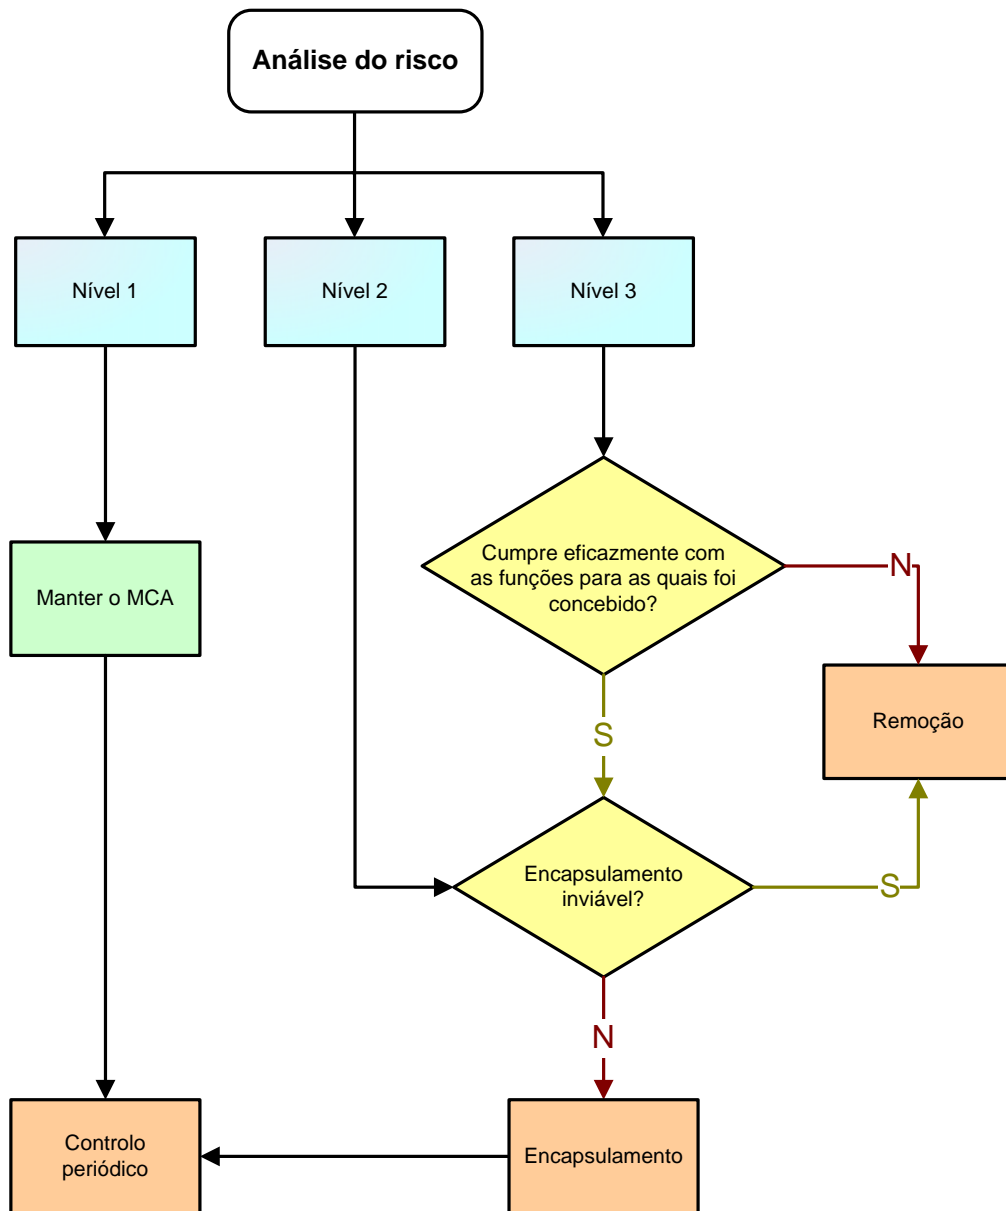 Análise do risco
Nível 1
Nível 2
Nível 3
Cumpre eficazmente com
as funções para as quais foi
concebido?
N
Manter o MCA
Remoção
S
Encapsulamento
inviável?
S
N
Controlo
periódico
Encapsulamento